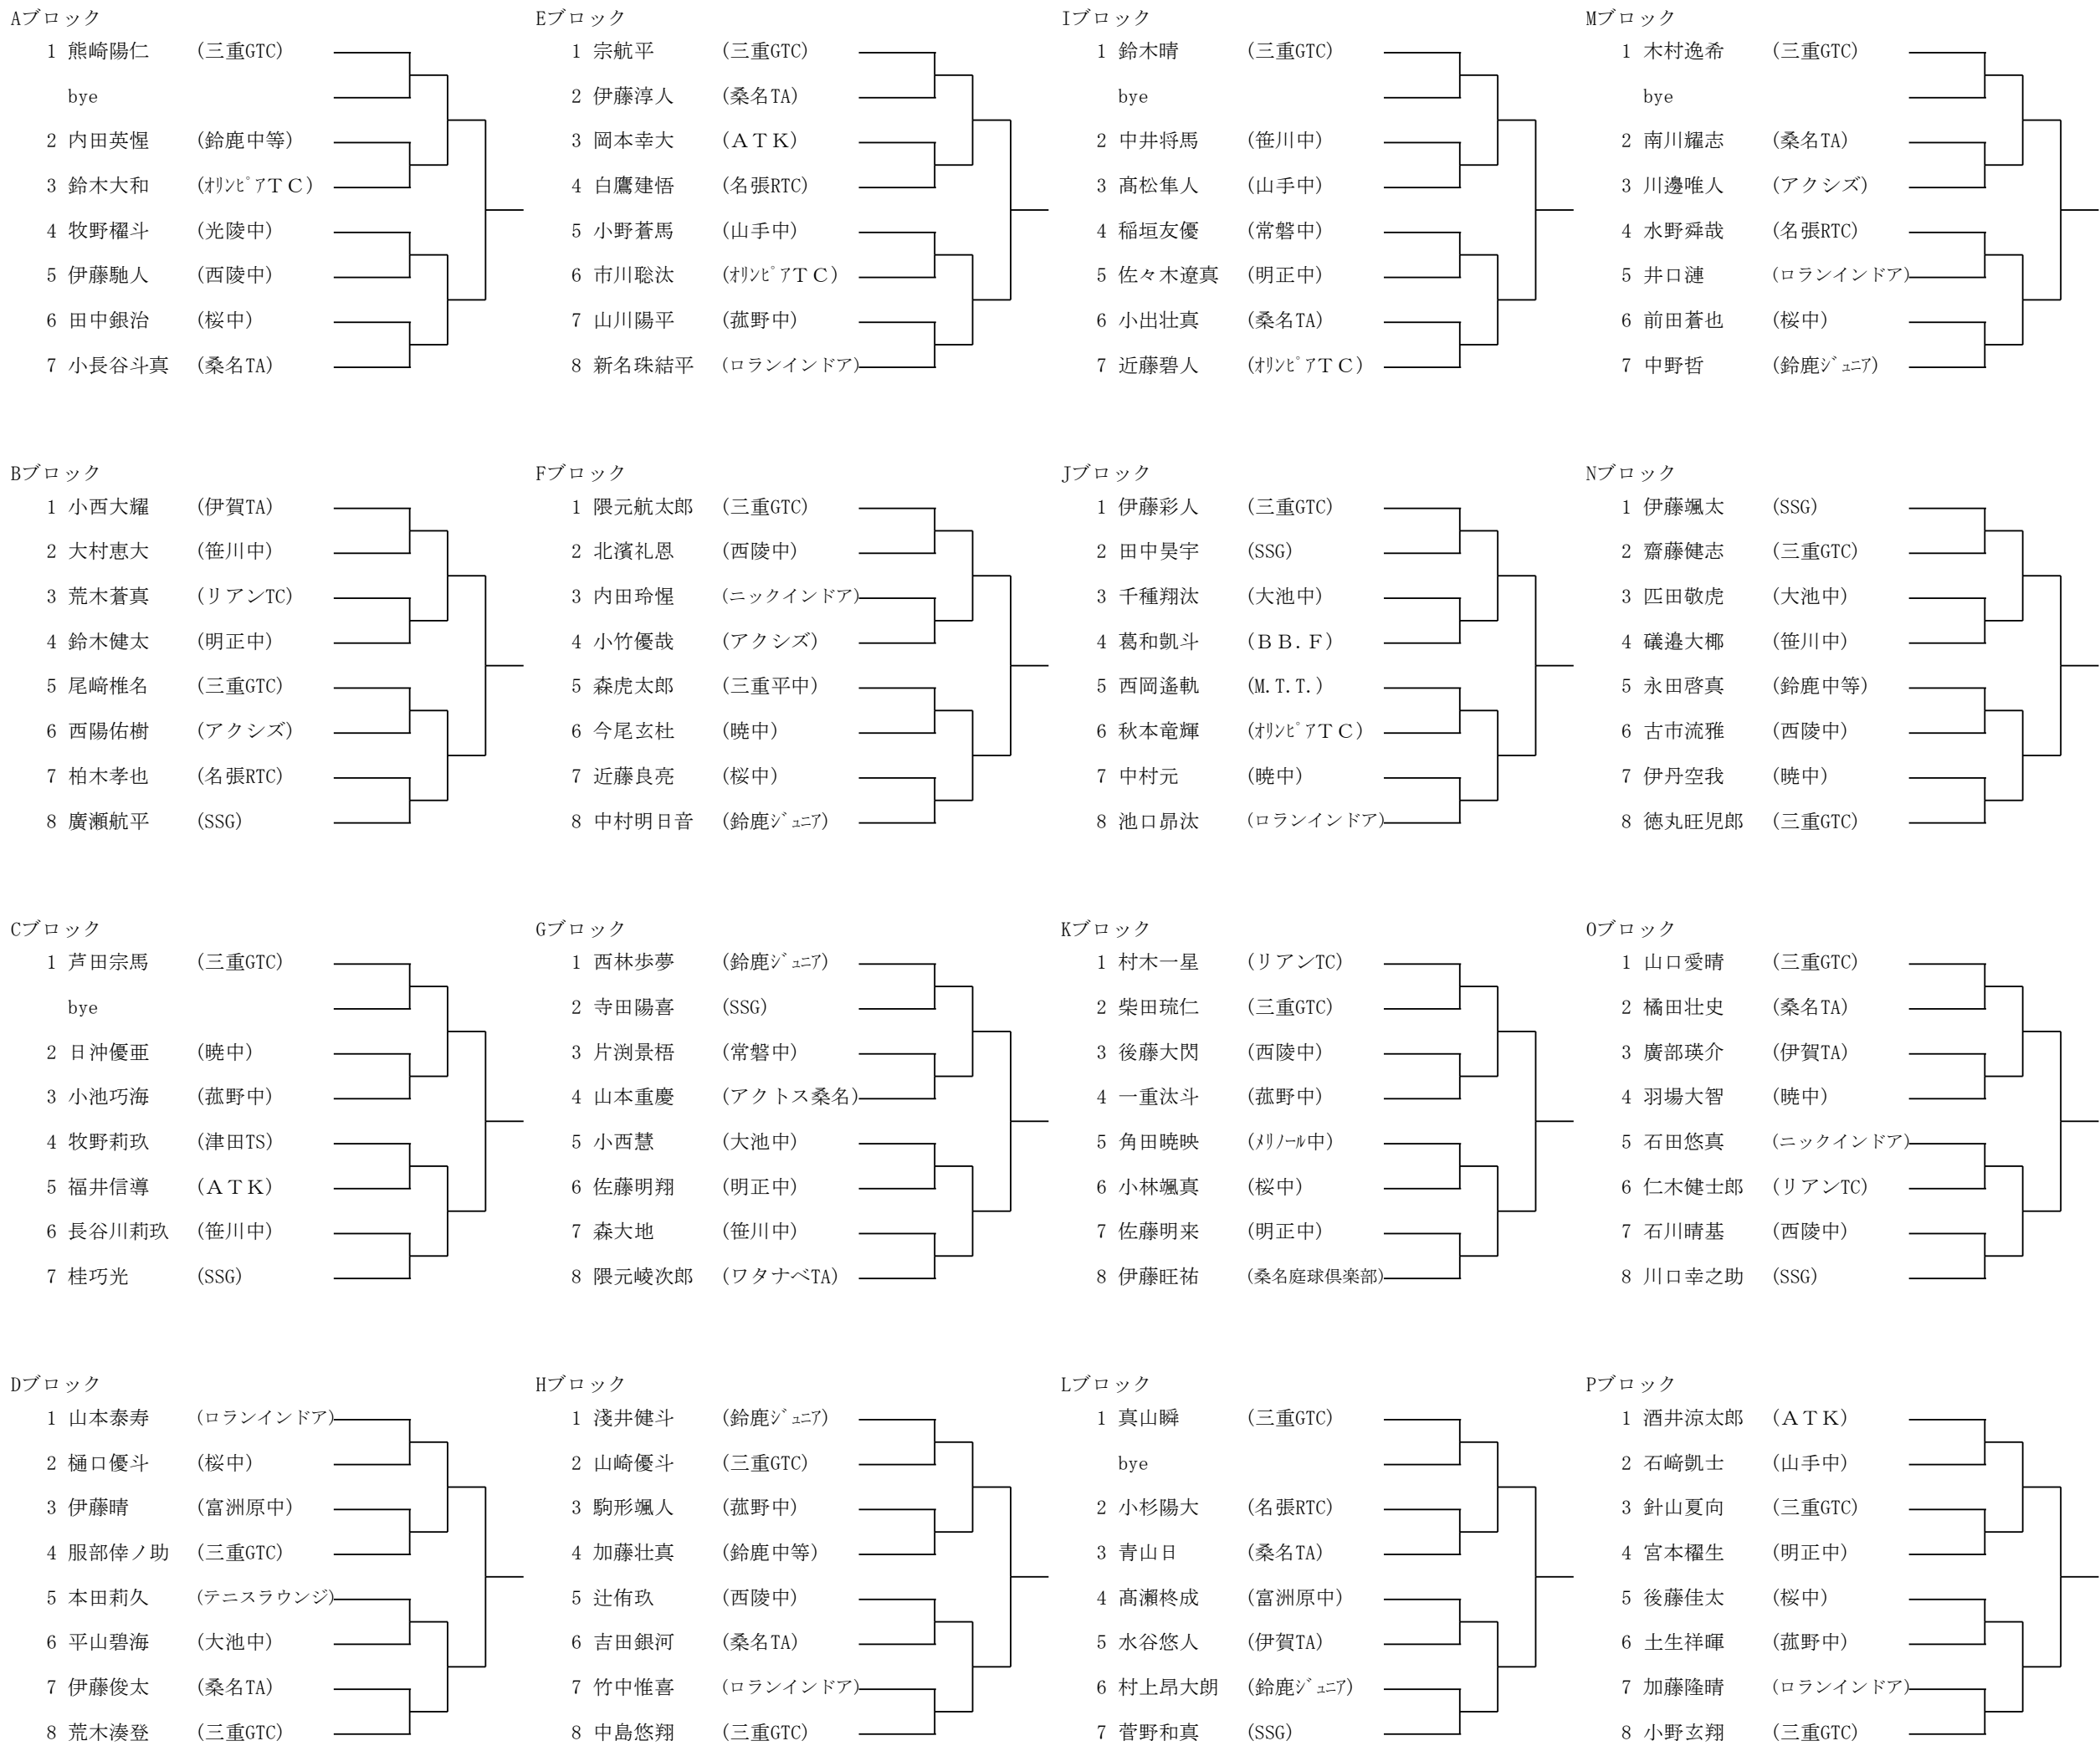 Aブロック
1 熊崎陽仁 (三重GTC)
bye
2 内田英惺 (鈴鹿中等)
3 鈴木大和 (ｵﾘﾝﾋﾟｱＴＣ)
4 牧野櫂斗 (光陵中)
5 伊藤馳人 (西陵中)
6 田中銀治 (桜中)
7 小長谷斗真 (桑名TA)
Bブロック
1 小西大耀 (伊賀TA)
2 大村恵大 (笹川中)
3 荒木蒼真 (リアンTC)
4 鈴木健太 (明正中)
5 尾﨑椎名 (三重GTC)
6 西陽佑樹 (アクシズ)
7 柏木孝也 (名張RTC)
8 廣瀬航平 (SSG)
Cブロック
1 芦田宗馬 (三重GTC)
bye
2 日沖優亜 (暁中)
3 小池巧海 (菰野中)
4 牧野莉玖 (津田TS)
5 福井信導 (ＡＴＫ)
6 長谷川莉玖 (笹川中)
7 桂巧光 (SSG)
Dブロック
1 山本泰寿 (ロランインドア)
2 樋口優斗 (桜中)
3 伊藤晴 (富洲原中)
4 服部倖ノ助 (三重GTC)
5 本田莉久 (テニスラウンジ)
6 平山碧海 (大池中)
7 伊藤俊太 (桑名TA)
8 荒木湊登 (三重GTC)
Eブロック
1 宗航平 (三重GTC)
2 伊藤淳人 (桑名TA)
3 岡本幸大 (ＡＴＫ)
4 白鷹建悟 (名張RTC)
5 小野蒼馬 (山手中)
6 市川聡汰 (ｵﾘﾝﾋﾟｱＴＣ)
7 山川陽平 (菰野中)
8 新名珠結平 (ロランインドア)
Fブロック
1 隈元航太郎 (三重GTC)
2 北濱礼恩 (西陵中)
3 内田玲惺 (ニックインドア)
4 小竹優哉 (アクシズ)
5 森虎太郎 (三重平中)
6 今尾玄杜 (暁中)
7 近藤良亮 (桜中)
8 中村明日音 (鈴鹿ｼﾞｭﾆｱ)
Gブロック
1 西林歩夢 (鈴鹿ｼﾞｭﾆｱ)
2 寺田陽喜 (SSG)
3 片渕景梧 (常磐中)
4 山本重慶 (アクトス桑名)
5 小西慧 (大池中)
6 佐藤明翔 (明正中)
7 森大地 (笹川中)
8 隈元崚次郎 (ワタナベTA)
Hブロック
1 淺井健斗 (鈴鹿ｼﾞｭﾆｱ)
2 山崎優斗 (三重GTC)
3 駒形颯人 (菰野中)
4 加藤壮真 (鈴鹿中等)
5 辻侑玖 (西陵中)
6 吉田銀河 (桑名TA)
7 竹中惟喜 (ロランインドア)
8 中島悠翔 (三重GTC)
Iブロック
1 鈴木晴 (三重GTC)
bye
2 中井将馬 (笹川中)
3 髙松隼人 (山手中)
4 稲垣友優 (常磐中)
5 佐々木遼真 (明正中)
6 小出壮真 (桑名TA)
7 近藤碧人 (ｵﾘﾝﾋﾟｱＴＣ)
Jブロック
1 伊藤彩人 (三重GTC)
2 田中昊宇 (SSG)
3 千種翔汰 (大池中)
4 葛和凱斗 (ＢＢ.Ｆ)
5 西岡遙軌 (M.T.T.)
6 秋本竜輝 (ｵﾘﾝﾋﾟｱＴＣ)
7 中村元 (暁中)
8 池口昴汰 (ロランインドア)
Kブロック
1 村木一星 (リアンTC)
2 柴田琉仁 (三重GTC)
3 後藤大閃 (西陵中)
4 一重汰斗 (菰野中)
5 角田暁映 (ﾒﾘﾉｰﾙ中)
6 小林颯真 (桜中)
7 佐藤明来 (明正中)
8 伊藤旺祐 (桑名庭球倶楽部)
Lブロック
1 真山瞬 (三重GTC)
bye
2 小杉陽大 (名張RTC)
3 青山日 (桑名TA)
4 髙瀨柊成 (富洲原中)
5 水谷悠人 (伊賀TA)
6 村上昂大朗 (鈴鹿ｼﾞｭﾆｱ)
7 菅野和真 (SSG)
Mブロック
1 木村逸希 (三重GTC)
bye
2 南川耀志 (桑名TA)
3 川邊唯人 (アクシズ)
4 水野舜哉 (名張RTC)
5 井口漣 (ロランインドア)
6 前田蒼也 (桜中)
7 中野哲 (鈴鹿ｼﾞｭﾆｱ)
Nブロック
1 伊藤颯太 (SSG)
2 齋藤健志 (三重GTC)
3 匹田敬虎 (大池中)
4 礒邉大椰 (笹川中)
5 永田啓真 (鈴鹿中等)
6 古市流雅 (西陵中)
7 伊丹空我 (暁中)
8 徳丸旺児郎 (三重GTC)
Oブロック
1 山口愛晴 (三重GTC)
2 橘田壮史 (桑名TA)
3 廣部瑛介 (伊賀TA)
4 羽場大智 (暁中)
5 石田悠真 (ニックインドア)
6 仁木健士郎 (リアンTC)
7 石川晴基 (西陵中)
8 川口幸之助 (SSG)
Pブロック
1 酒井涼太郎 (ＡＴＫ)
2 石﨑凱士 (山手中)
3 針山夏向 (三重GTC)
4 宮本櫂生 (明正中)
5 後藤佳太 (桜中)
6 土生祥暉 (菰野中)
7 加藤隆晴 (ロランインドア)
8 小野玄翔 (三重GTC)